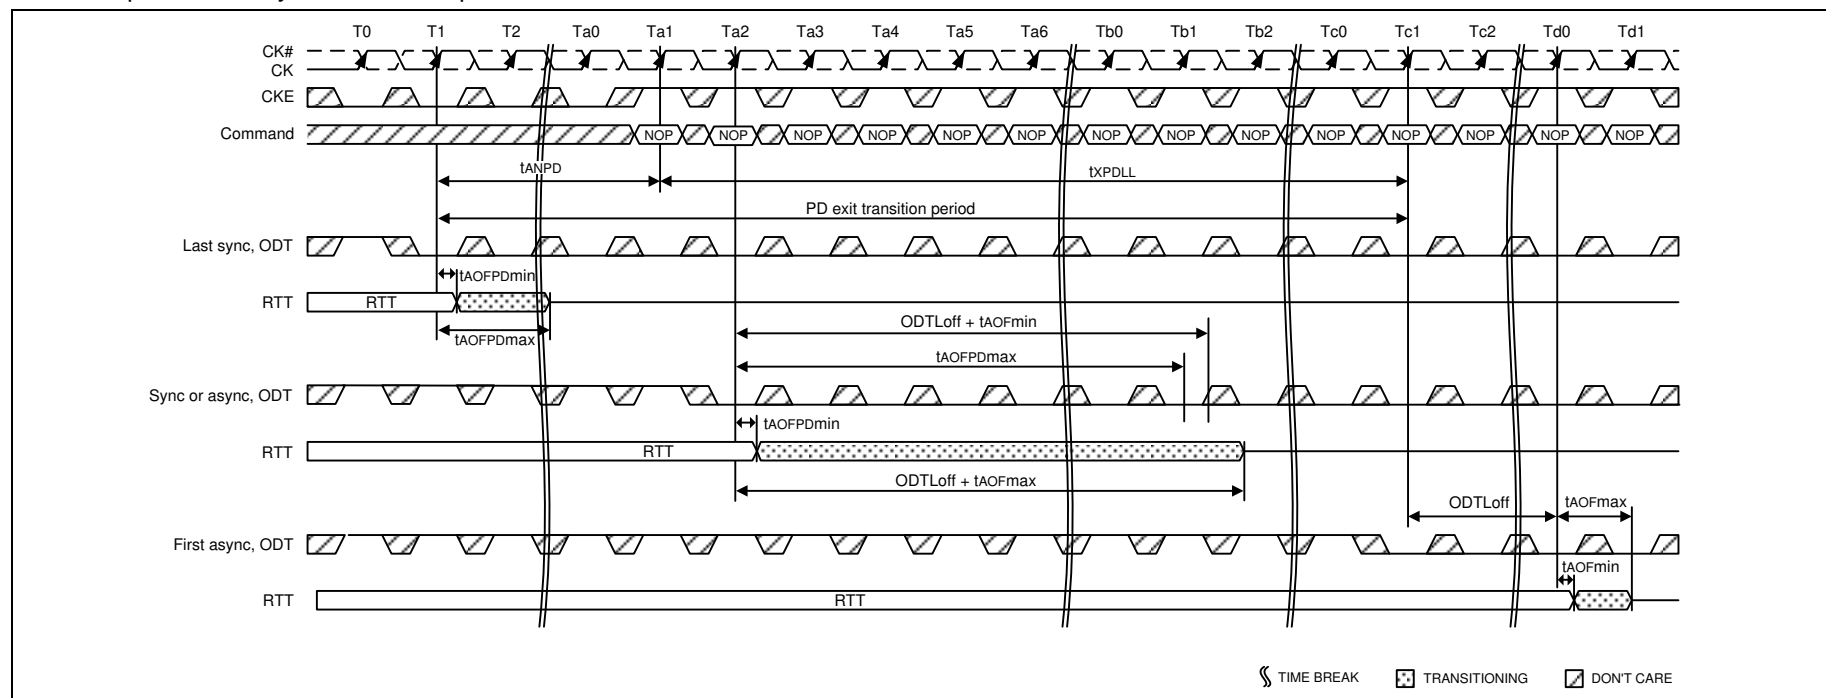 T0 T1 T2 Ta0 Ta1 Ta2 Ta3 Ta4 Ta5 Ta6 Tb0 Tb1 Tb2 Tc0 Tc1 Tc2 Td0 Td1
CK#
CK
CKE
Command NOP NOP NOP NOP NOP NOP NOP NOP NOP NOP NOP NOP NOP NOP
tANPD tXPDLL
PD exit transition period
Last sync, ODT
tAOFPDmin
RTT RTT
tAOFPDmax
ODTLoff + tAOFmin
tAOFPDmax
Sync or async, ODT
tAOFPDmin
RTT RTT
ODTLoff + tAOFmax
ODTLoff tAOFmax
First async, ODT
tAOFmin
RTT RTT
TIME BREAK TRANSITIONING DON'T CARE